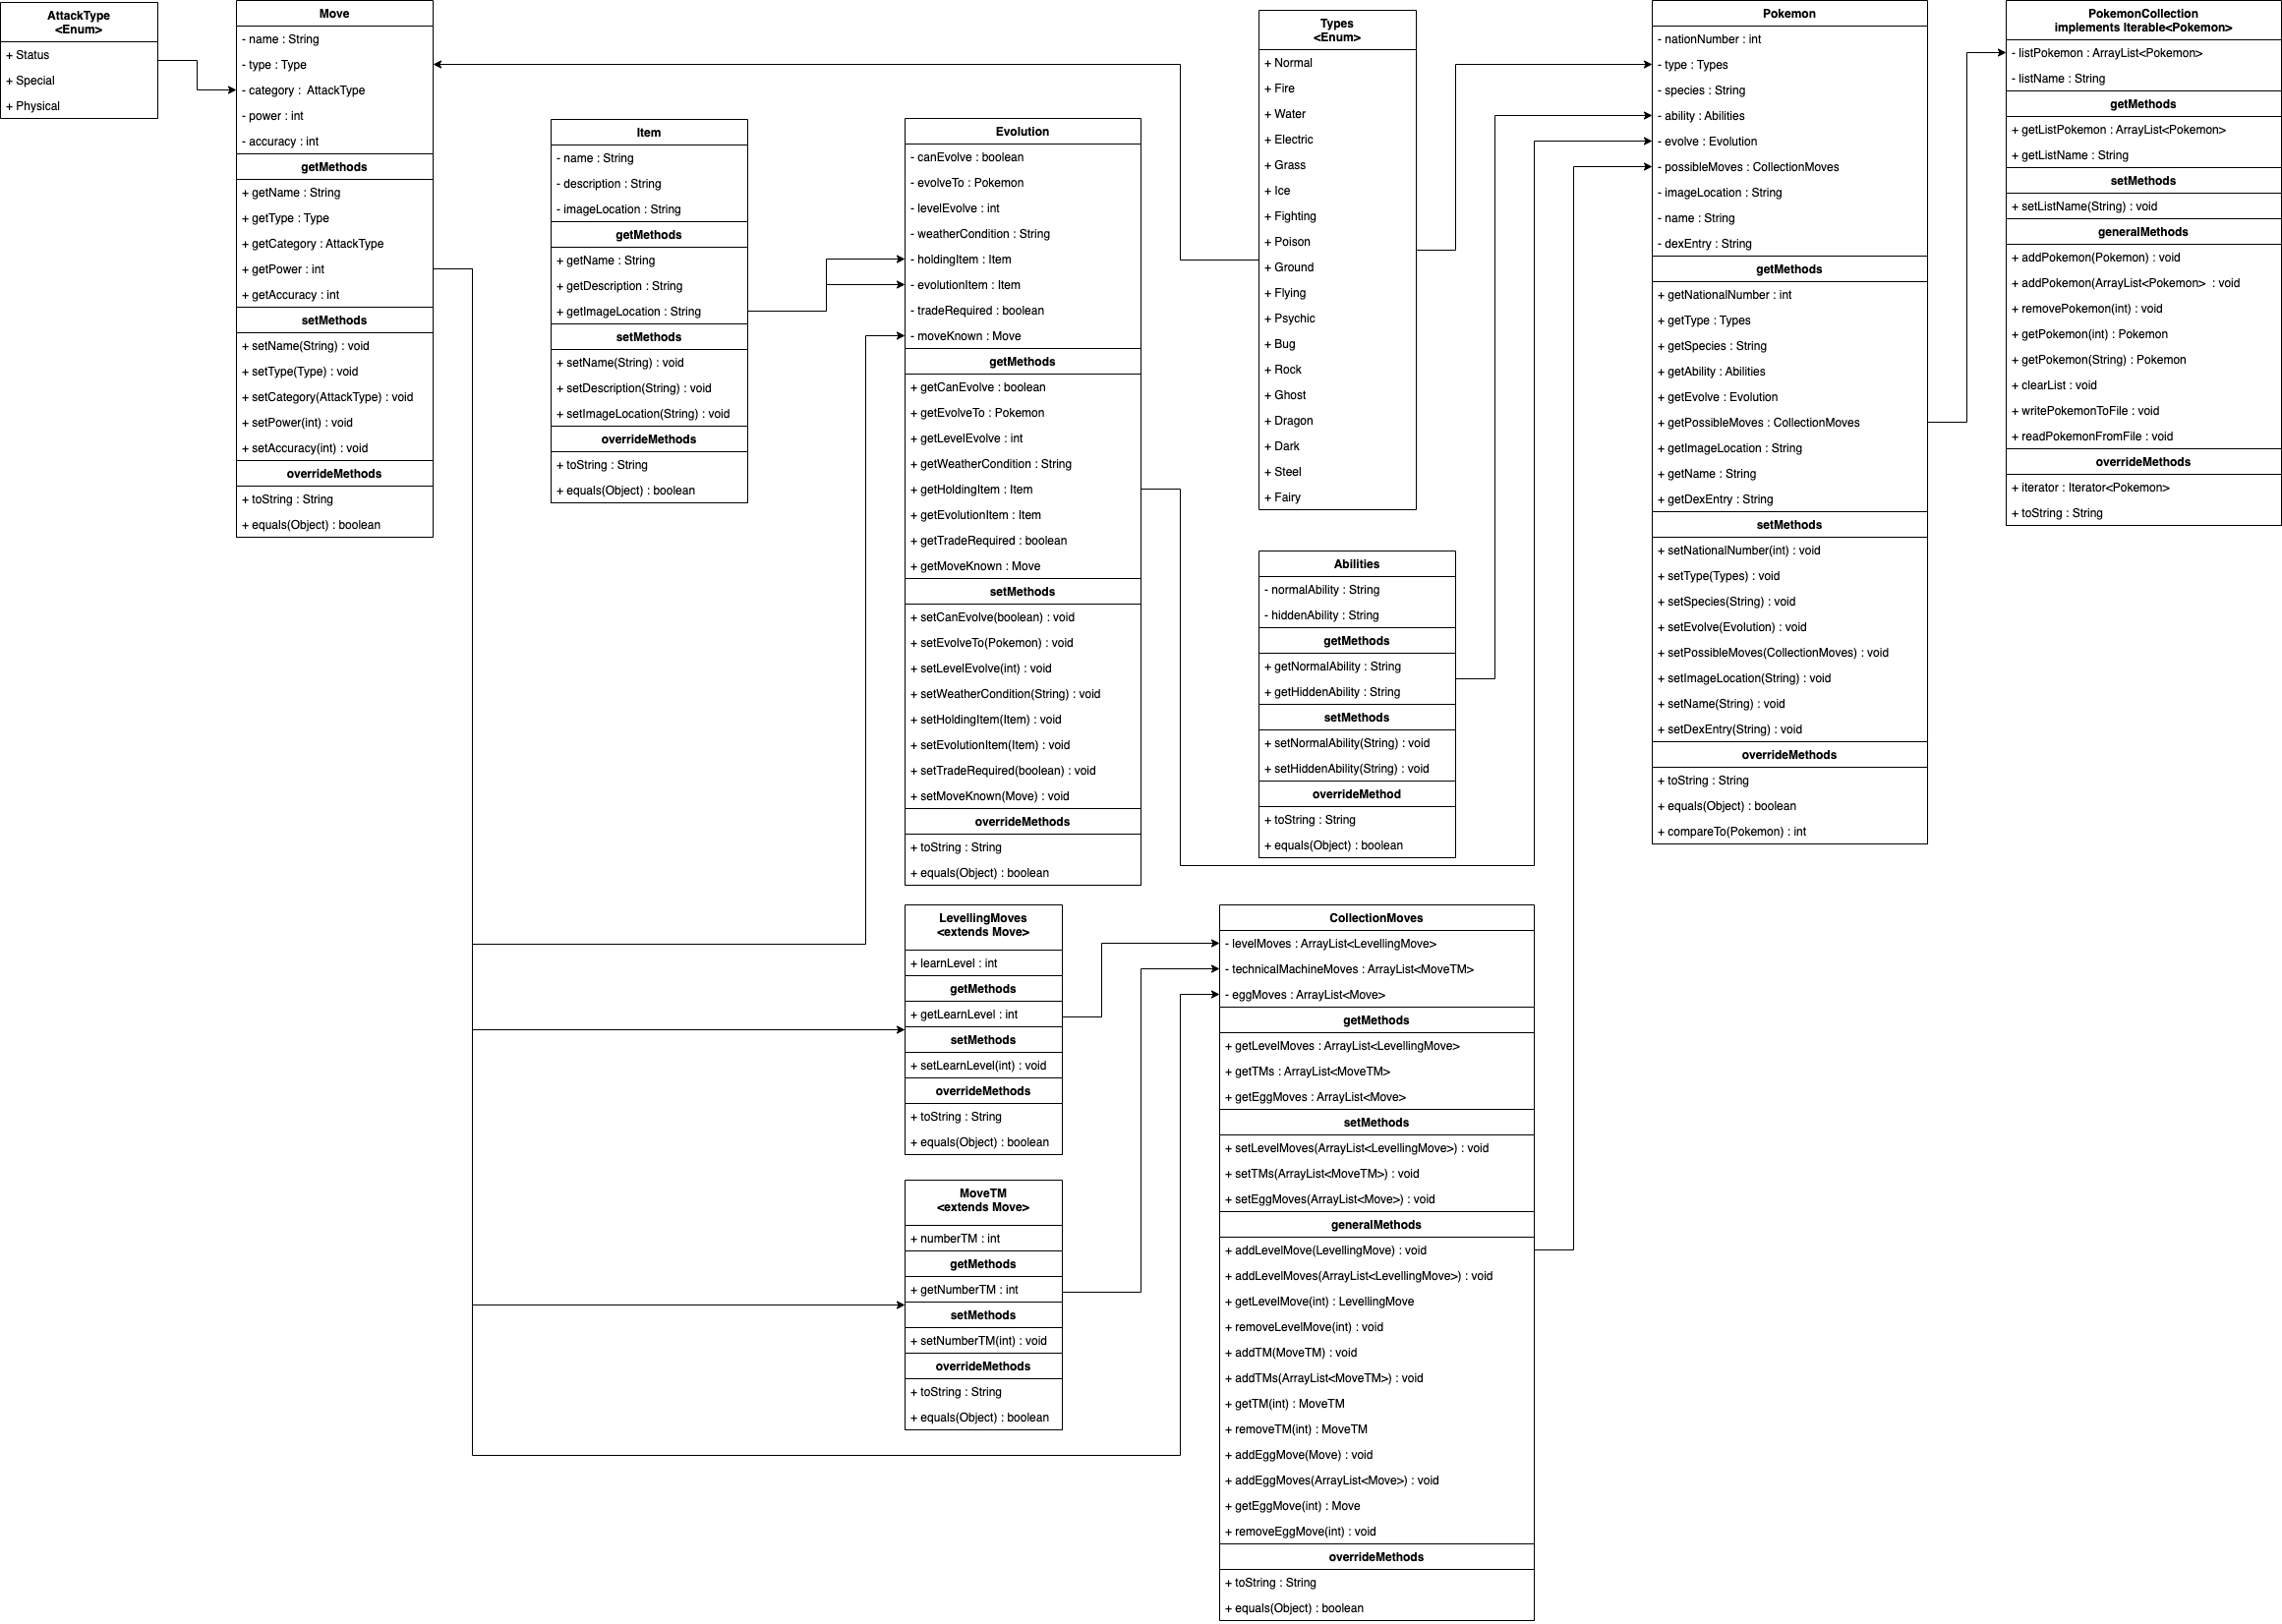 AttackType
<Enum>
+ Status
+ Special
+ Physical
Move
- name : String
- type : Type
- category :  AttackType
- power : int
- accuracy : int
getMethods
+ getName : String
+ getType : Type
+ getCategory : AttackType
+ getPower : int
+ getAccuracy : int
setMethods
+ setName(String) : void
+ setType(Type) : void
+ setCategory(AttackType) : void
+ setPower(int) : void
+ setAccuracy(int) : void
overrideMethods
+ toString : String
+ equals(Object) : boolean
Item
- name : String
- description : String
- imageLocation : String
getMethods
+ getName : String
+ getDescription : String
+ getImageLocation : String
setMethods
+ setName(String) : void
+ setDescription(String) : void
+ setImageLocation(String) : void
overrideMethods
+ toString : String
+ equals(Object) : boolean
Evolution
- canEvolve : boolean
- evolveTo : Pokemon
- levelEvolve : int
- weatherCondition : String
- holdingItem : Item
- evolutionItem : Item
- tradeRequired : boolean
- moveKnown : Move
getMethods
+ getCanEvolve : boolean
+ getEvolveTo : Pokemon
+ getLevelEvolve : int
+ getWeatherCondition : String
+ getHoldingItem : Item
+ getEvolutionItem : Item
+ getTradeRequired : boolean
+ getMoveKnown : Move
setMethods
+ setCanEvolve(boolean) : void
+ setEvolveTo(Pokemon) : void
+ setLevelEvolve(int) : void
+ setWeatherCondition(String) : void
+ setHoldingItem(Item) : void
+ setEvolutionItem(Item) : void
+ setTradeRequired(boolean) : void
+ setMoveKnown(Move) : void
overrideMethods
+ toString : String
+ equals(Object) : boolean
Types
<Enum>
+ Normal
+ Fire
+ Water
+ Electric
+ Grass
+ Ice
+ Fighting
+ Poison
+ Ground
+ Flying
+ Psychic
+ Bug
+ Rock
+ Ghost
+ Dragon
+ Dark
+ Steel
+ Fairy
Abilities
- normalAbility : String
- hiddenAbility : String
getMethods
+ getNormalAbility : String
+ getHiddenAbility : String
setMethods
+ setNormalAbility(String) : void
+ setHiddenAbility(String) : void
overrideMethod
+ toString : String
+ equals(Object) : boolean
Pokemon
- nationNumber : int
- type : Types
- species : String
- ability : Abilities
- evolve : Evolution
- possibleMoves : CollectionMoves
- imageLocation : String
- name : String
- dexEntry : String
getMethods
+ getNationalNumber : int
+ getType : Types
+ getSpecies : String
+ getAbility : Abilities
+ getEvolve : Evolution
+ getPossibleMoves : CollectionMoves
+ getImageLocation : String
+ getName : String
+ getDexEntry : String
setMethods
+ setNationalNumber(int) : void
+ setType(Types) : void
+ setSpecies(String) : void
+ setEvolve(Evolution) : void
+ setPossibleMoves(CollectionMoves) : void
+ setImageLocation(String) : void
+ setName(String) : void
+ setDexEntry(String) : void
overrideMethods
+ toString : String
+ equals(Object) : boolean
+ compareTo(Pokemon) : int
PokemonCollection
implements Iterable<Pokemon>
- listPokemon : ArrayList<Pokemon>
- listName : String
getMethods
+ getListPokemon : ArrayList<Pokemon>
+ getListName : String
setMethods
+ setListName(String) : void
generalMethods
+ addPokemon(Pokemon) : void
+ addPokemon(ArrayList<Pokemon>  : void
+ removePokemon(int) : void
+ getPokemon(int) : Pokemon
+ getPokemon(String) : Pokemon
+ clearList : void
+ writePokemonToFile : void
+ readPokemonFromFile : void
overrideMethods
+ iterator : Iterator<Pokemon>
+ toString : String
LevellingMoves
<extends Move>
+ learnLevel : int
getMethods
+ getLearnLevel : int
setMethods
+ setLearnLevel(int) : void
overrideMethods
+ toString : String
+ equals(Object) : boolean
MoveTM
<extends Move>
+ numberTM : int
getMethods
+ getNumberTM : int
setMethods
+ setNumberTM(int) : void
overrideMethods
+ toString : String
+ equals(Object) : boolean
CollectionMoves
- levelMoves : ArrayList<LevellingMove>
- technicalMachineMoves : ArrayList<MoveTM>
- eggMoves : ArrayList<Move>
getMethods
+ getLevelMoves : ArrayList<LevellingMove>
+ getTMs : ArrayList<MoveTM>
+ getEggMoves : ArrayList<Move>
setMethods
+ setLevelMoves(ArrayList<LevellingMove>) : void
+ setTMs(ArrayList<MoveTM>) : void
+ setEggMoves(ArrayList<Move>) : void
generalMethods
+ addLevelMove(LevellingMove) : void
+ addLevelMoves(ArrayList<LevellingMove>) : void
+ getLevelMove(int) : LevellingMove
+ removeLevelMove(int) : void
+ addTM(MoveTM) : void
+ addTMs(ArrayList<MoveTM>) : void
+ getTM(int) : MoveTM
+ removeTM(int) : MoveTM
+ addEggMove(Move) : void
+ addEggMoves(ArrayList<Move>) : void
+ getEggMove(int) : Move
+ removeEggMove(int) : void
overrideMethods
+ toString : String
+ equals(Object) : boolean